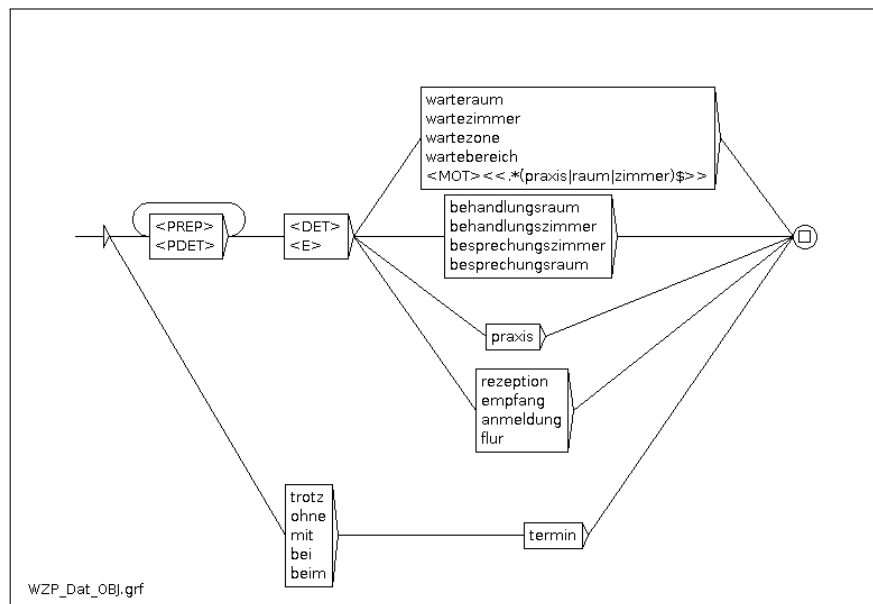 warteraum
wartezimmer
wartezone
wartebereich
<MOT><<.*(praxis|raum|zimmer)$>>
<PREP>
<PDET>
<DET>
<E>
behandlungsraum
behandlungszimmer
besprechungszimmer
besprechungsraum
praxis
rezeption
empfang
anmeldung
flur
trotz
ohne
mit
bei
beim
termin
WZP_Dat_OBJ.grf